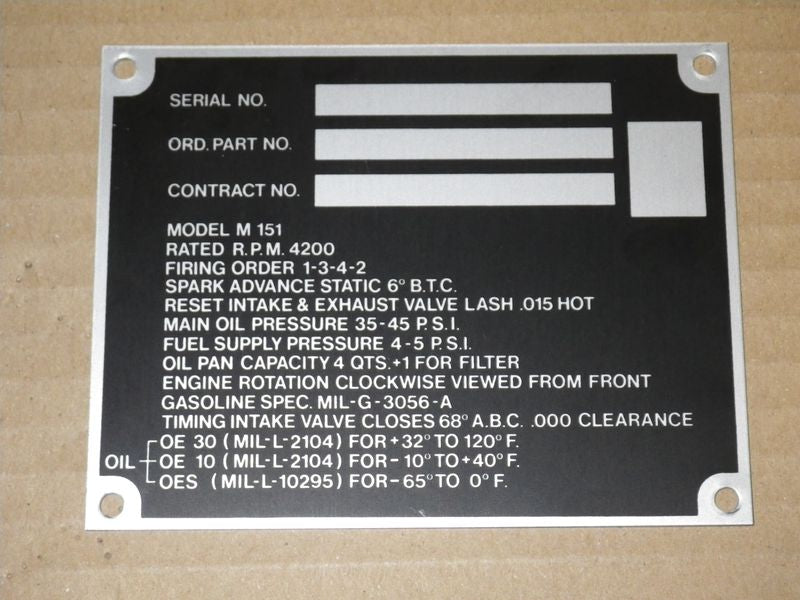 SERIAL NO.
ORD. PART NO.
CONTRACT NO.
MODEL M 151
RATED R.P.M. 4200
FIRING ORDER 1-3-4-2
SPARK ADVANCE STATIC 6° B.T.C.
RESET INTAKE & EXHAUST VALVE LASH .015 HOT
MAIN OIL PRESSURE 35-45 P.S.I.
FUEL SUPPLY PRESSURE 4-5 P.S.I.
OIL PAN CAPACITY 4 QTS.+1 FOR FILTER
ENGINE ROTATION CLOCKWISE VIEWED FROM FRONT
GASOLINE SPEC. MIL-G-3056-A
TIMING INTAKE VALVE CLOSES 68° A.B.C. .000 CLEARANCE
OE 30 (MIL-L-2104) FOR +32° TO 120° F.
OIL OE 10 (MIL-L-2104) FOR -10° TO +40° F.
OES (MIL-L-10295) FOR -65° TO 0° F.